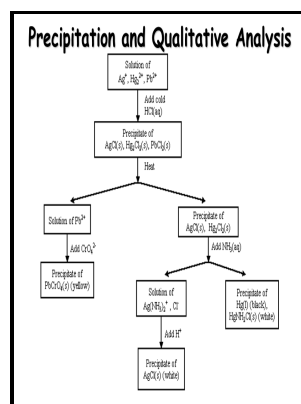 Precipitation and Qualitative Analysis
Solution of
Ag⁺, Hg₂²⁺, Pb²⁺
Add cold
HCl(aq)
Precipitate of
AgCl(s), Hg₂Cl₂(s), PbCl₂(s)
Heat
Solution of Pb²⁺
Add CrO₄²⁻
Precipitate of
PbCrO₄(s) (yellow)
Precipitate of
AgCl(s), Hg₂Cl₂(s)
Add NH₃(aq)
Solution of
Ag(NH₃)₂⁺, Cl⁻
Add H⁺
Precipitate of
AgCl(s) (white)
Precipitate of
Hg(l) (black),
HgNH₂Cl(s) (white)